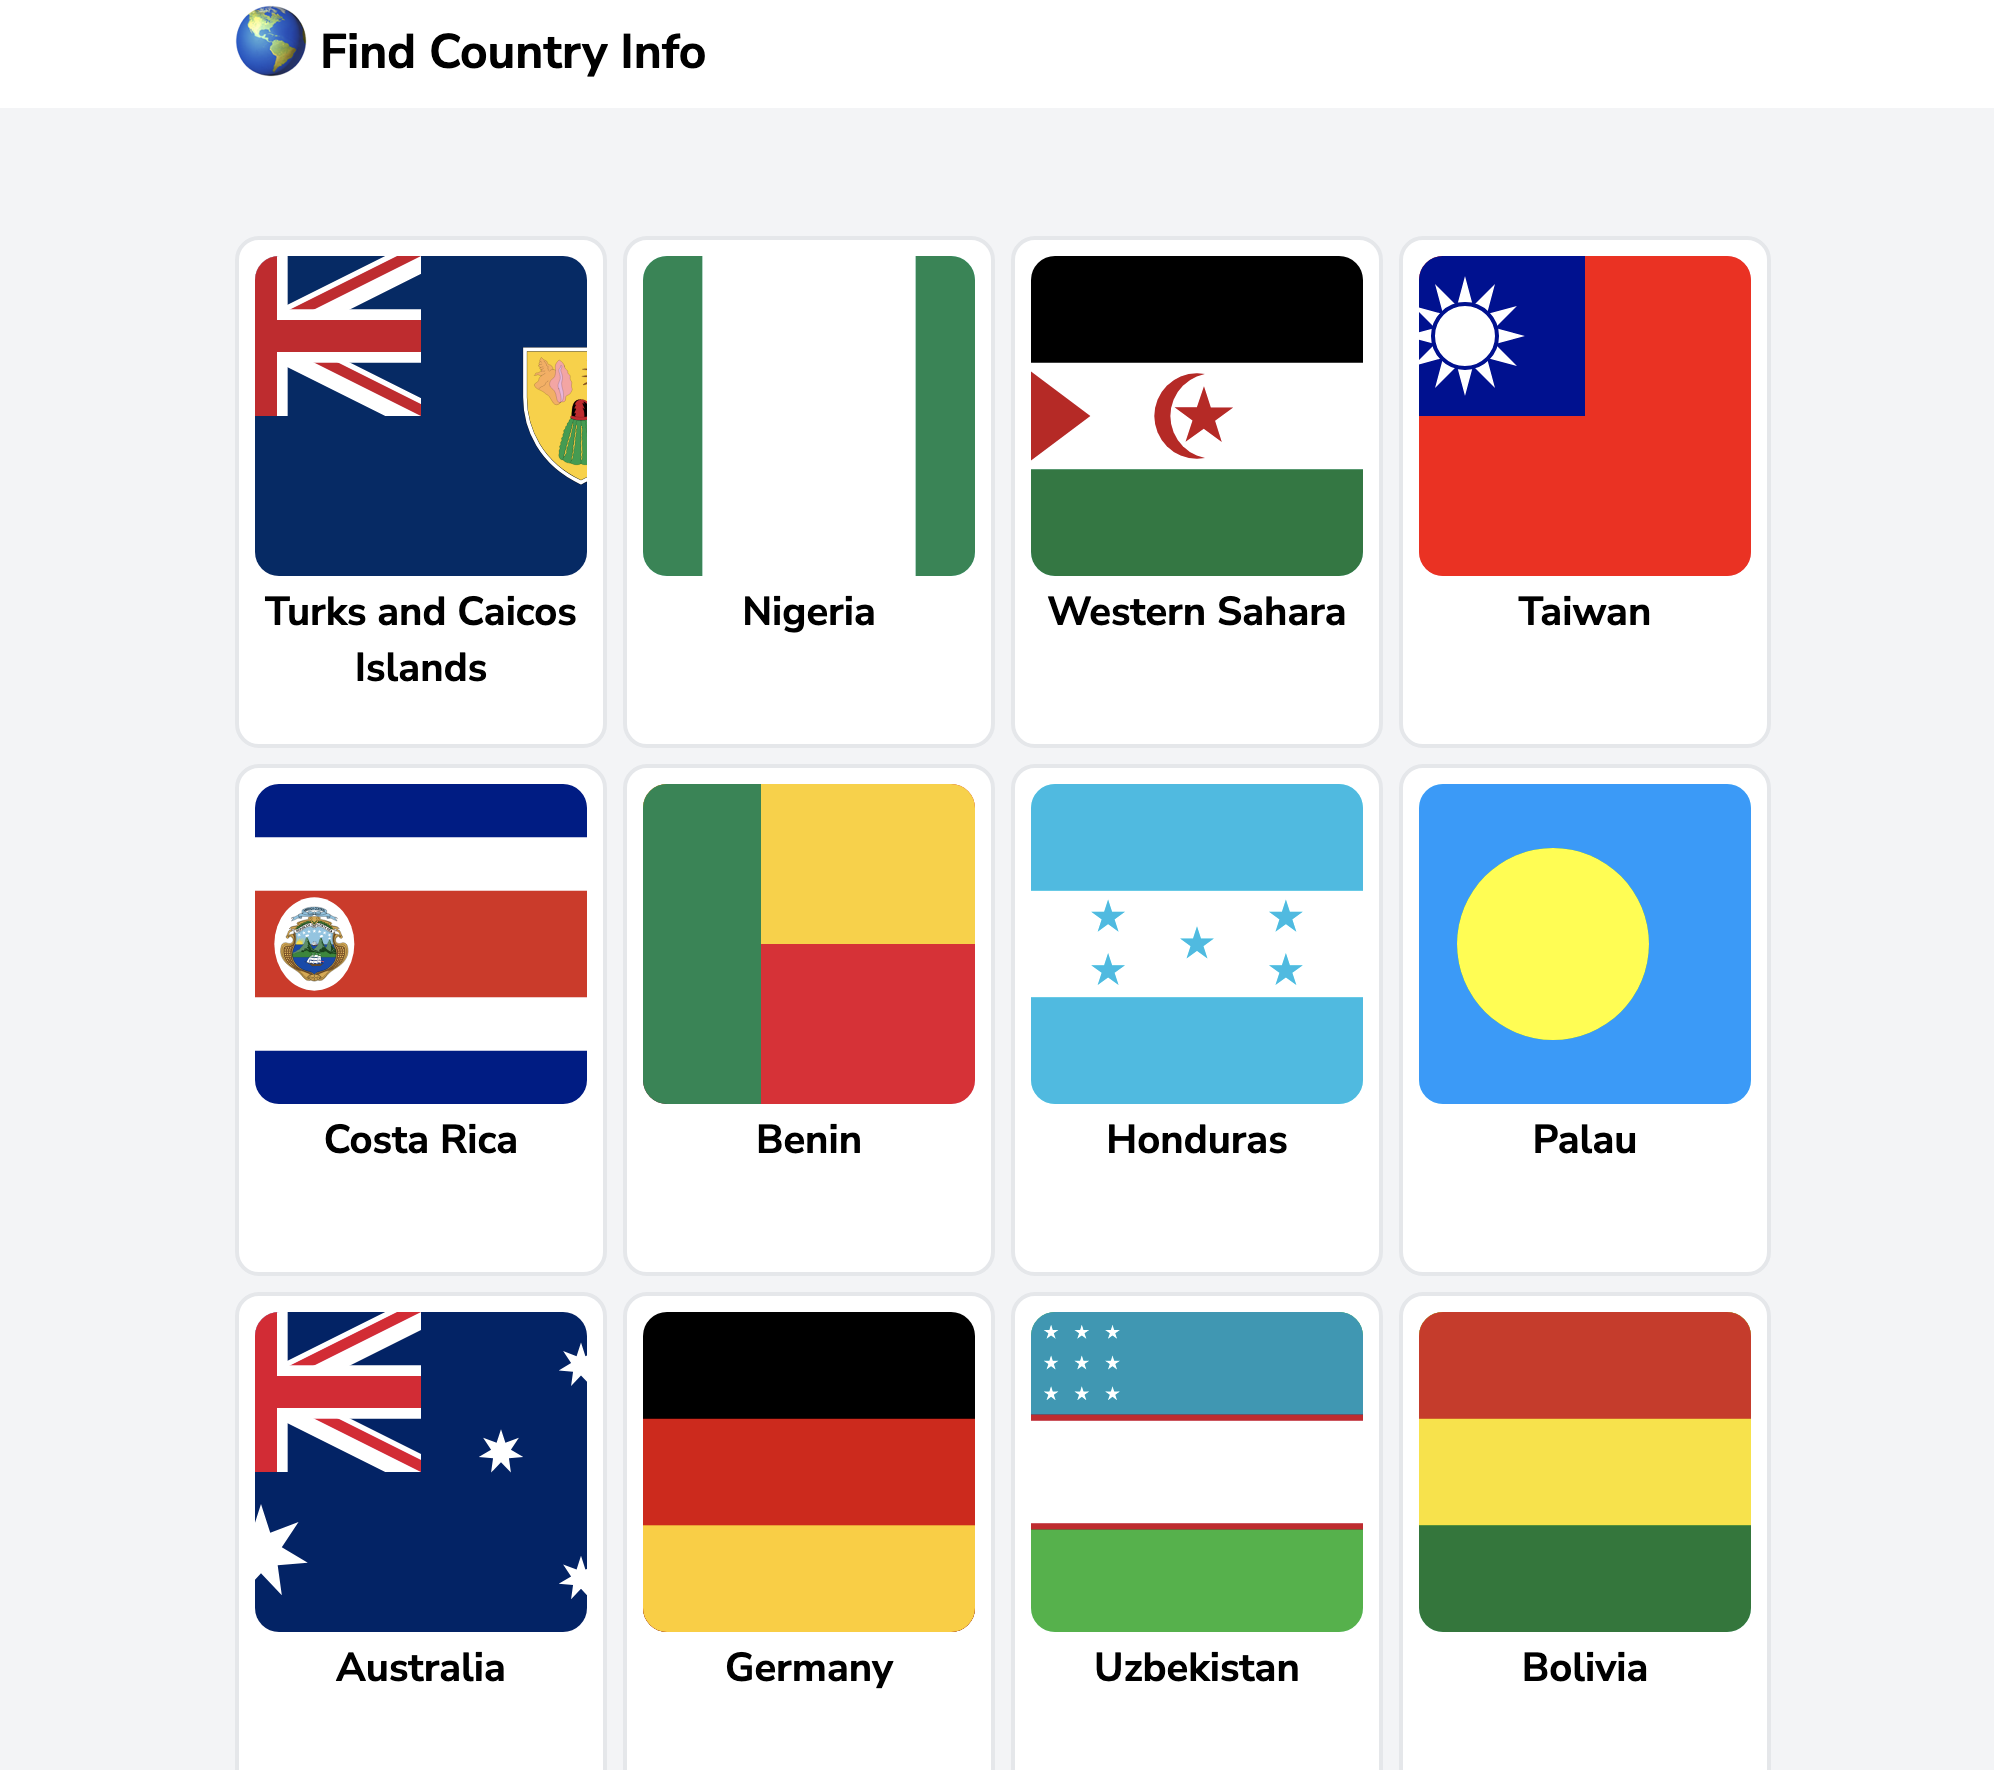 Find Country Info
Turks and Caicos
Islands
Nigeria
Western Sahara
Taiwan
Costa Rica
Benin
Honduras
Palau
Australia
Germany
Uzbekistan
Bolivia